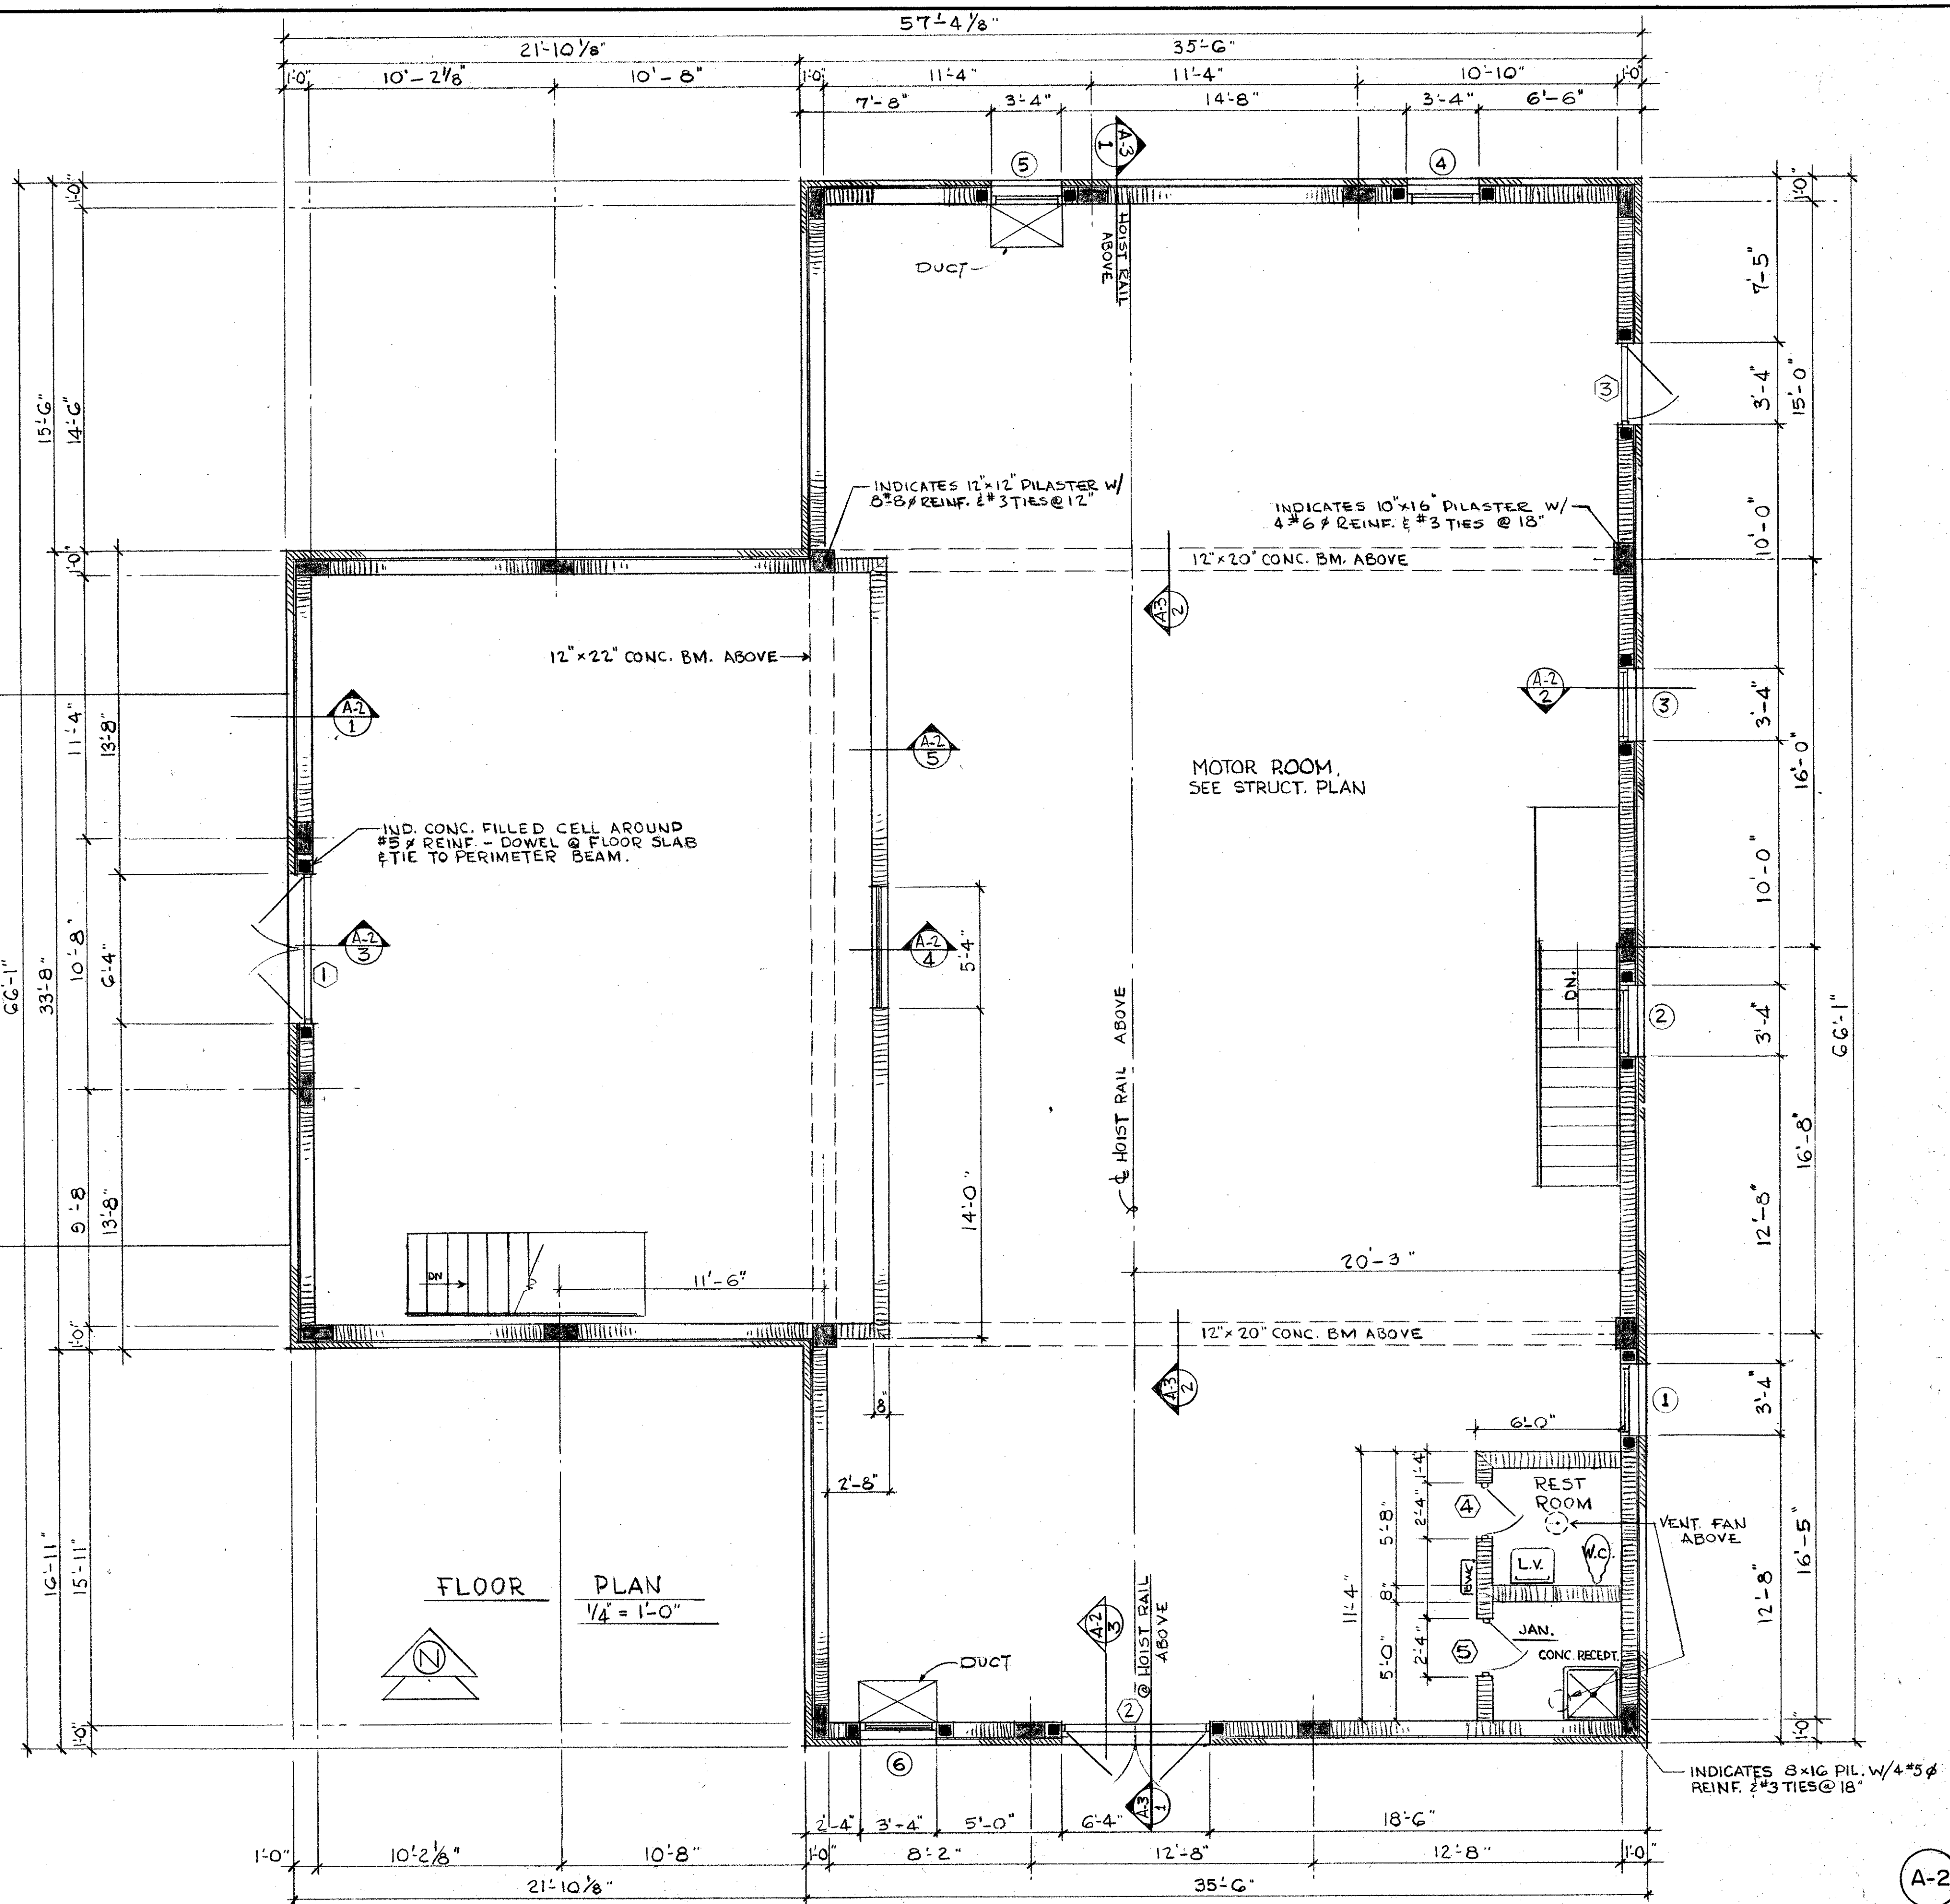 57'-4 1/8"
21'-10 1/8"
35'-6"
1'-0"
10'-2 1/8"
10'-8"
1'-0"
11'-4"
11'-4"
10'-10"
1'-0"
7'-8"
3'-4"
14'-8"
3'-4"
6'-6"
A-3
1
5
4
HOIST RAIL
ABOVE
DUCT
1'-0"
15'-6"
14'-6"
1'-0"
7'-5"
3'-4"
15'-0"
10'-0"
3
INDICATES 12"x12" PILASTER W/
8-#8ø REINF. & #3 TIES @ 12"
INDICATES 10"x16" PILASTER W/
4 #6 ø REINF. & #3 TIES @ 18"
1'-0"
12"x20" CONC. BM. ABOVE
A-3
2
12"x22" CONC. BM. ABOVE
A-2
1
A-2
5
A-2
2
3
3'-4"
16'-0"
11'-4"
13'-8"
MOTOR ROOM,
SEE STRUCT. PLAN
IND. CONC. FILLED CELL AROUND
#5 ø REINF. - DOWEL @ FLOOR SLAB
& TIE TO PERIMETER BEAM.
10'-0"
66'-1"
33'-8"
10'-8"
6'-4"
A-2
3
1
A-2
4
5'-4"
DN.
2
3'-4"
66'-1"
℄ HOIST RAIL ABOVE
16'-8"
9'-8
13'-8"
14'-0"
12'-8"
DN
11'-6"
20'-3"
1'-0"
12"x20" CONC. BM ABOVE
A-3
2
8"
2'-8"
1
3'-4"
6'-0"
1'-4"
REST
ROOM
4
2'-4"
5'-8"
VENT. FAN
ABOVE
L.V.
W.C.
EWC
11'-4"
8"
16'-5"
12'-8"
16'-11"
15'-11"
FLOOR PLAN
1/4" = 1'-0"
N
A-2
3
@ HOIST RAIL
ABOVE
JAN.
CONC. RECEPT.
5
2'-4"
5'-0"
DUCT
2
1'-0"
1'-0"
6
A-3
1
INDICATES 8x16 PIL. W/4 #5 ø
REINF. & #3 TIES @ 18"
2'-4"
3'-4"
5'-0"
6'-4"
18'-6"
1'-0"
10'-2 1/8"
10'-8"
1'-0"
8'-2"
12'-8"
12'-8"
1'-0
21'-10 1/8"
35'-6"
A-2